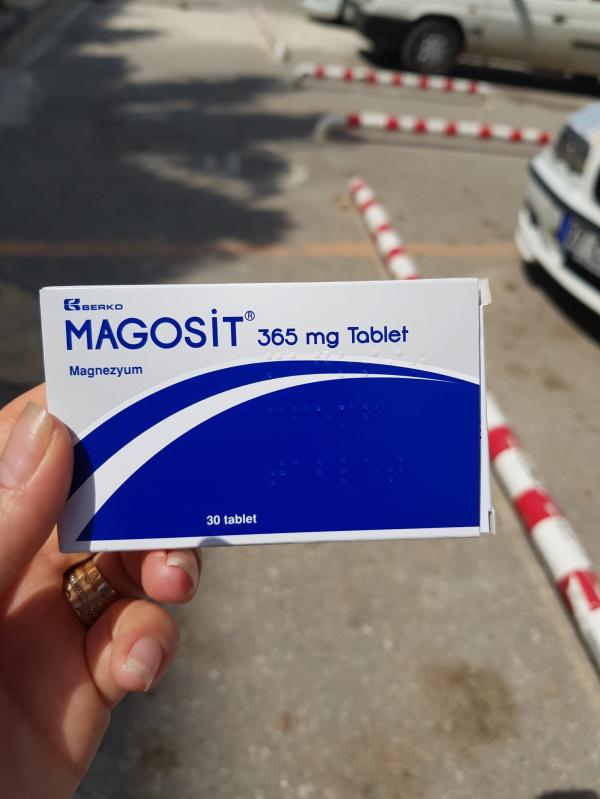 BERKO
MAGOSİT® 365 mg Tablet
Magnezyum
30 tablet